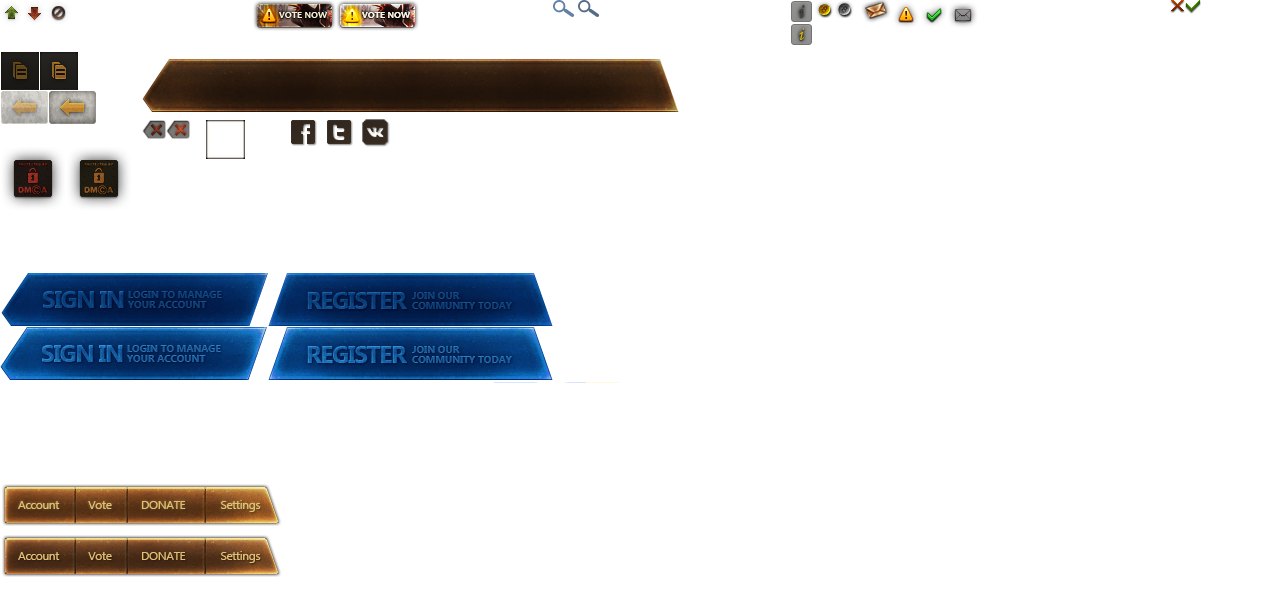 VOTE NOW
VOTE NOW
DMCA
DMCA
SIGN IN LOGIN TO MANAGE
YOUR ACCOUNT
REGISTER JOIN OUR
COMMUNITY TODAY
SIGN IN LOGIN TO MANAGE
YOUR ACCOUNT
REGISTER JOIN OUR
COMMUNITY TODAY
Account Vote DONATE Settings
Account Vote DONATE Settings